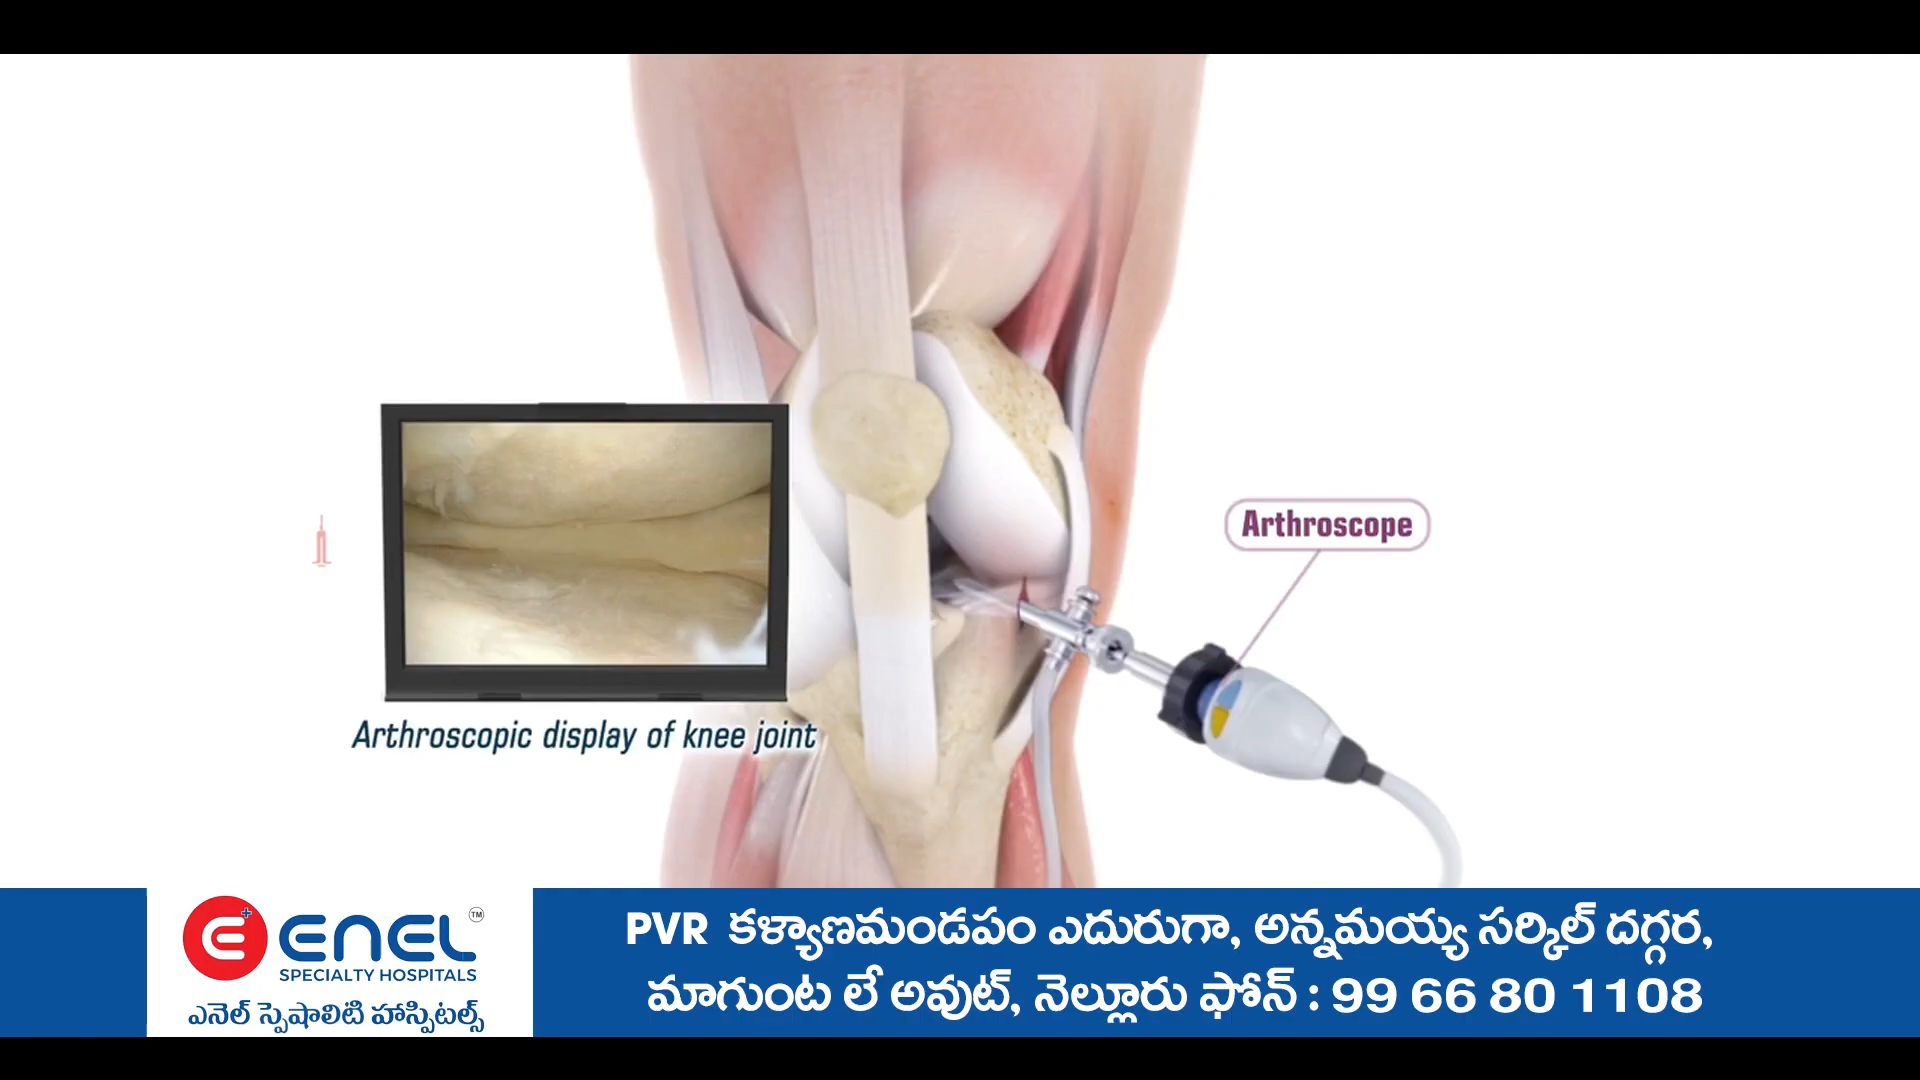 Arthroscope
Arthroscopic display of knee joint
ENEL™
SPECIALTY HOSPITALS
ఎనెల్ స్పెషాలిటి హాస్పిటల్స్
PVR కళ్యాణమండపం ఎదురుగా, అన్నమయ్య సర్కిల్ దగ్గర,
మాగుంట లే అవుట్, నెల్లూరు ఫోన్ : 99 66 80 1108